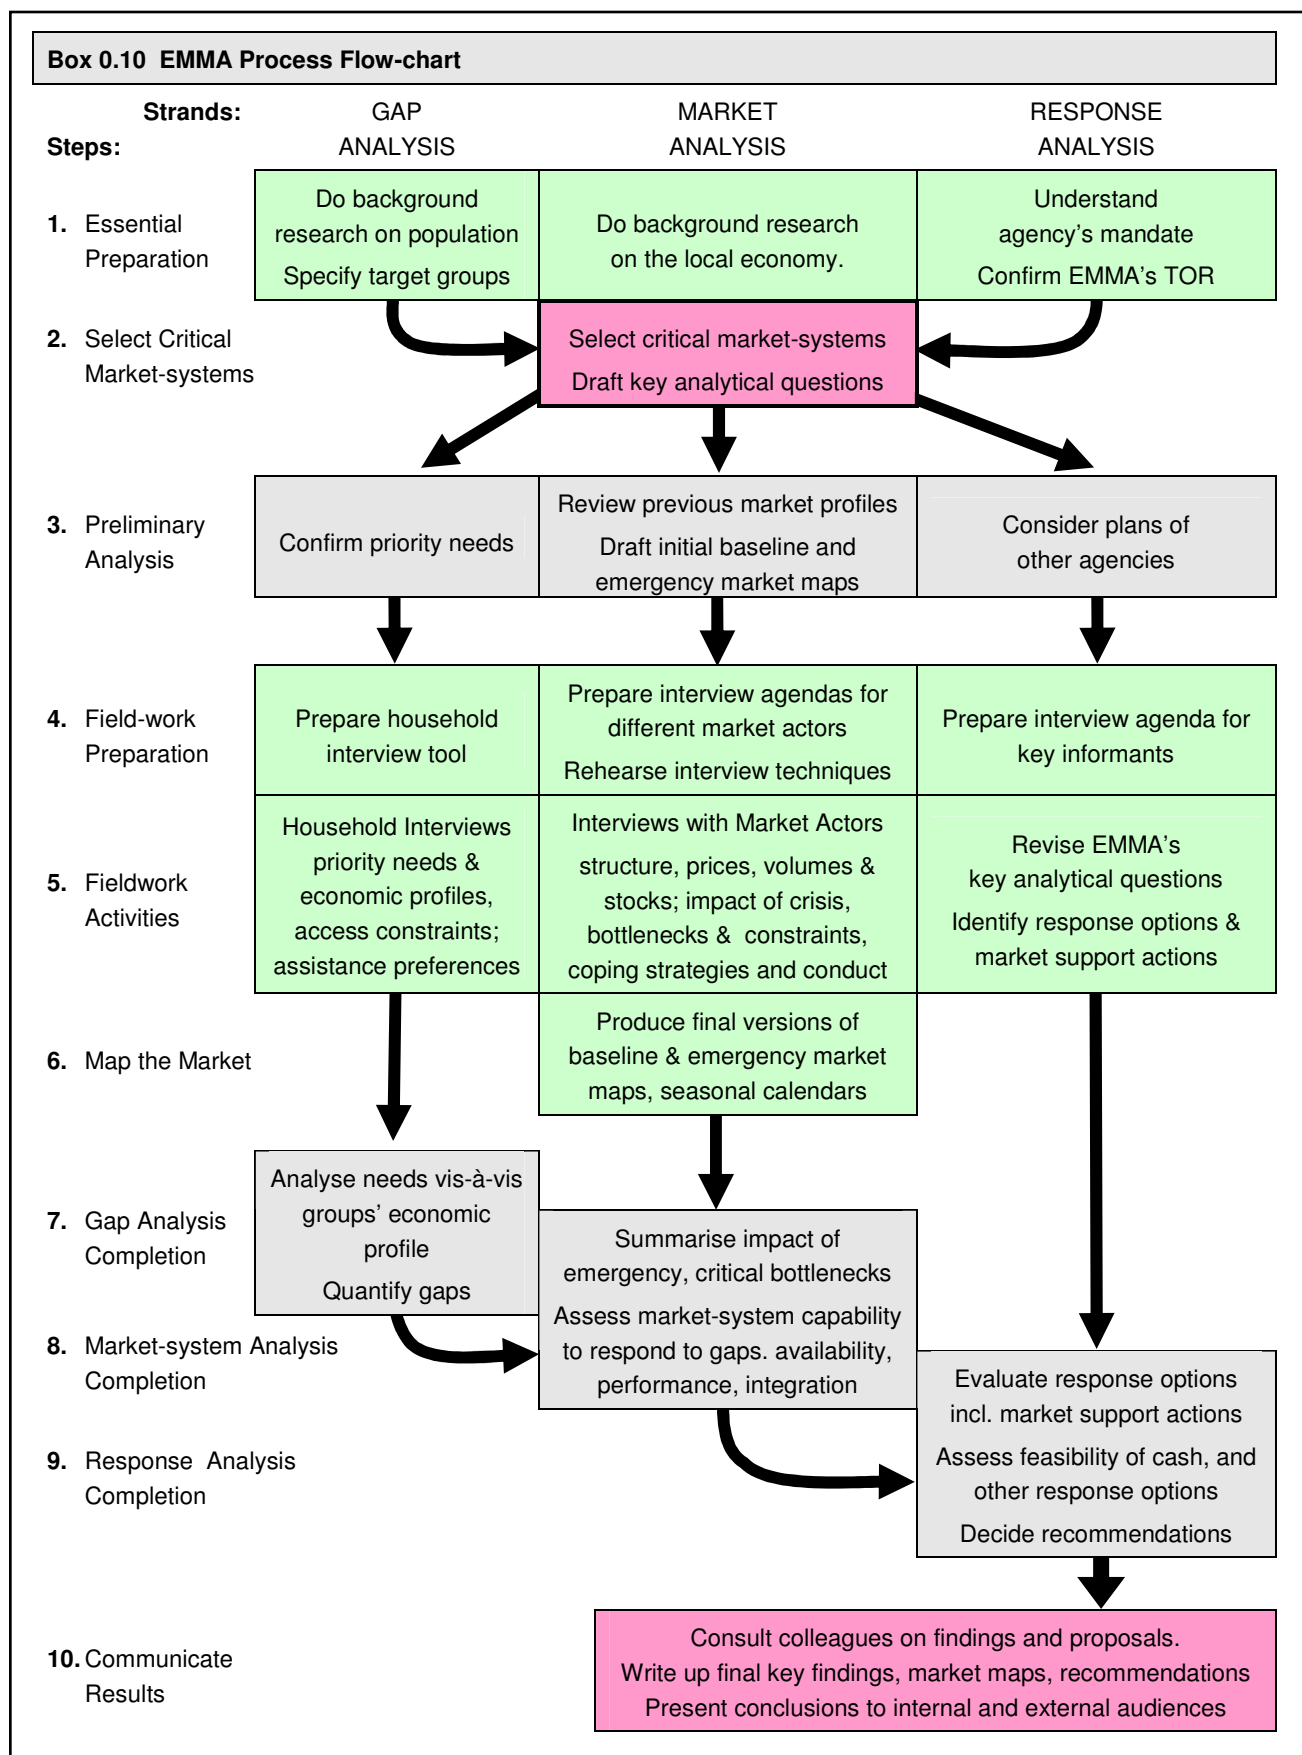 Box 0.10 EMMA Process Flow-chart
Strands:
GAP
ANALYSIS
MARKET
ANALYSIS
RESPONSE
ANALYSIS
Steps:
1. Essential
Preparation
Do background
research on population
Specify target groups
Do background research
on the local economy.
Understand
agency’s mandate
Confirm EMMA’s TOR
2. Select Critical
Market-systems
Select critical market-systems
Draft key analytical questions
3. Preliminary
Analysis
Confirm priority needs
Review previous market profiles
Draft initial baseline and
emergency market maps
Consider plans of
other agencies
4. Field-work
Preparation
Prepare household
interview tool
Prepare interview agendas for
different market actors
Rehearse interview techniques
Prepare interview agenda for
key informants
5. Fieldwork
Activities
Household Interviews
priority needs &
economic profiles,
access constraints;
assistance preferences
Interviews with Market Actors
structure, prices, volumes &
stocks; impact of crisis,
bottlenecks & constraints,
coping strategies and conduct
Revise EMMA’s
key analytical questions
Identify response options &
market support actions
6. Map the Market
Produce final versions of
baseline & emergency market
maps, seasonal calendars
7. Gap Analysis
Completion
Analyse needs vis-à-vis
groups’ economic
profile
Quantify gaps
8. Market-system Analysis
Completion
Summarise impact of
emergency, critical bottlenecks
Assess market-system capability
to respond to gaps. availability,
performance, integration
9. Response Analysis
Completion
Evaluate response options
incl. market support actions
Assess feasibility of cash, and
other response options
Decide recommendations
10. Communicate
Results
Consult colleagues on findings and proposals.
Write up final key findings, market maps, recommendations
Present conclusions to internal and external audiences